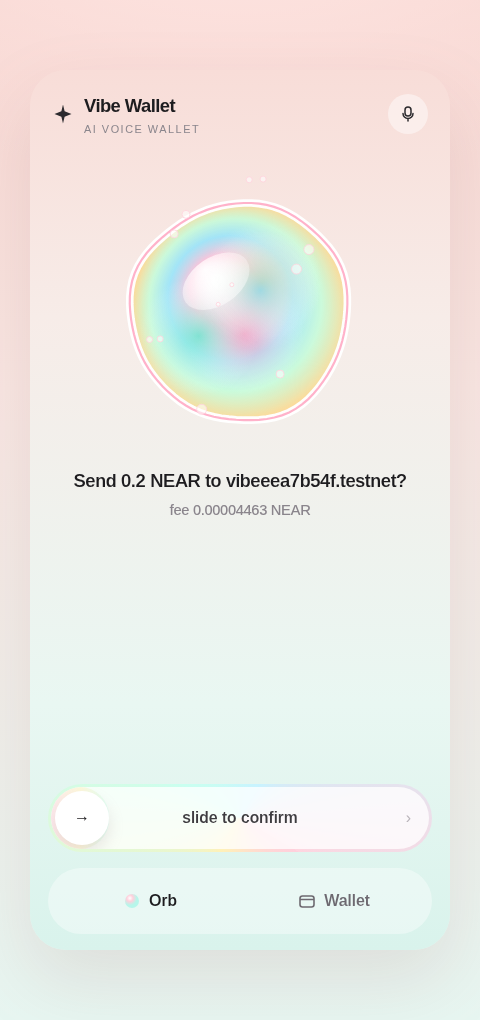 Vibe Wallet
AI VOICE WALLET
Send 0.2 NEAR to vibeeea7b54f.testnet?
fee 0.00004463 NEAR
→ slide to confirm ›
Orb Wallet